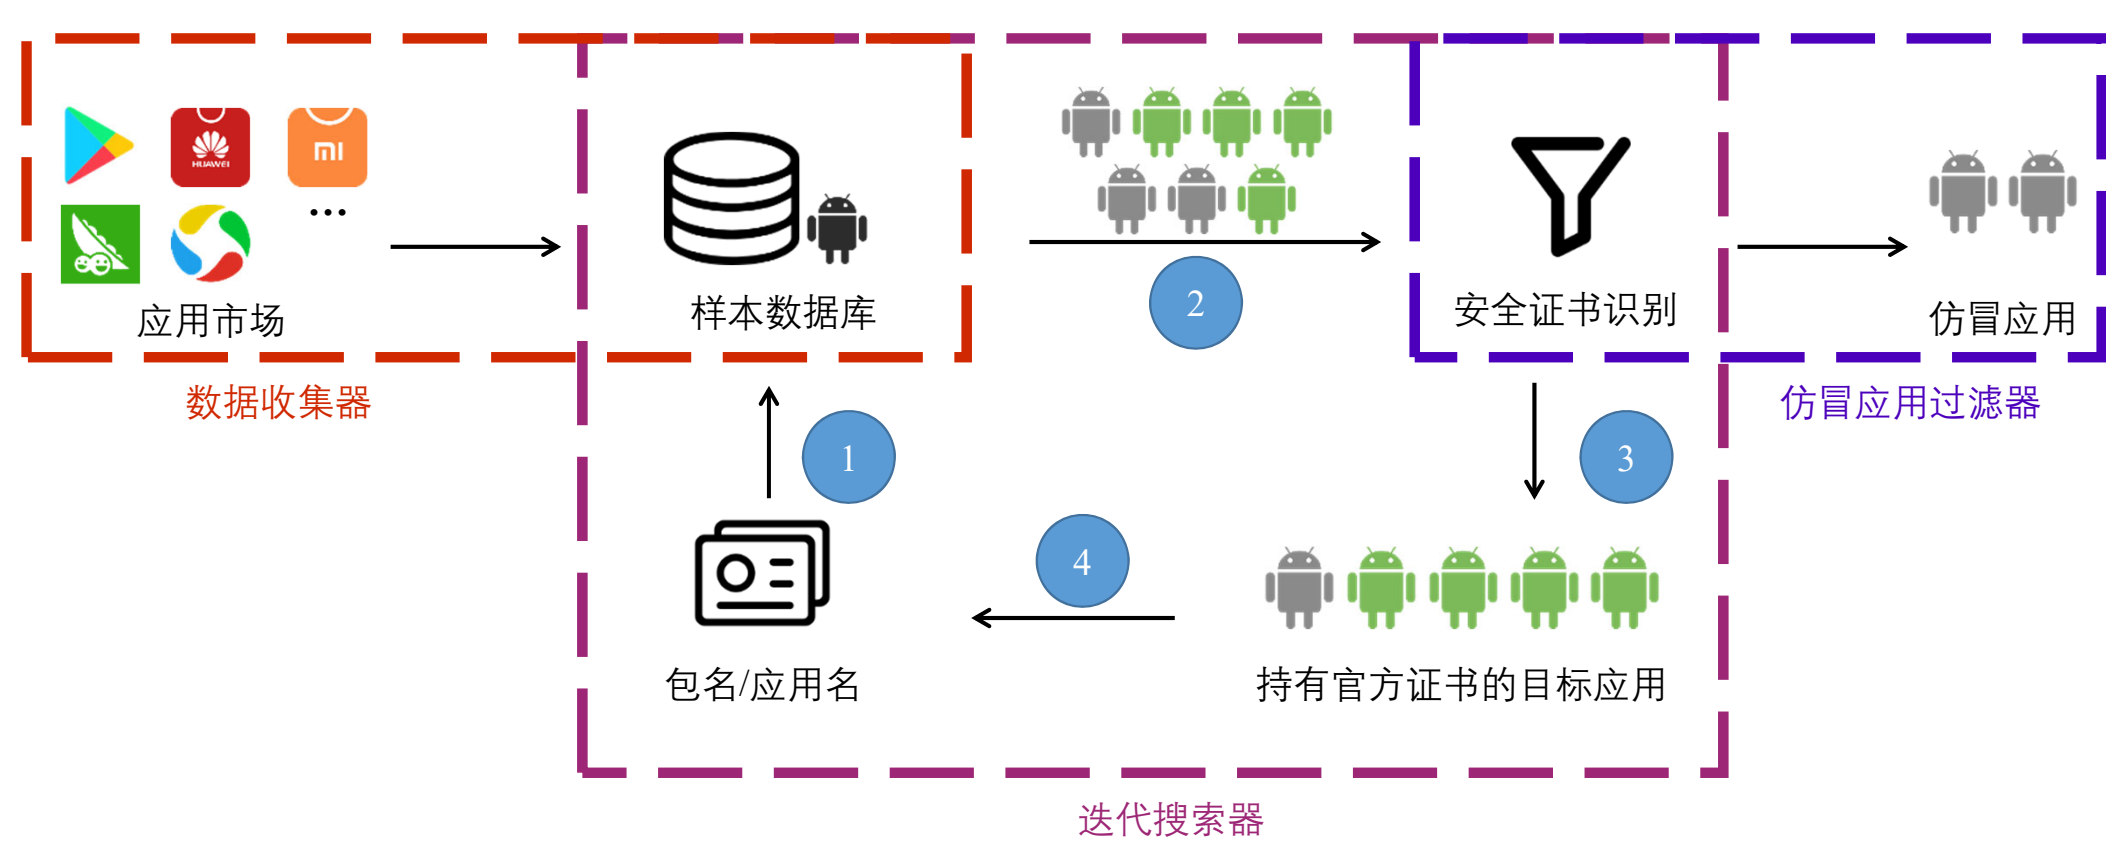 HUAWEI
mi
...
应用市场
数据收集器
样本数据库
2
安全证书识别
仿冒应用
仿冒应用过滤器
1
3
4
包名/应用名
持有官方证书的目标应用
迭代搜索器